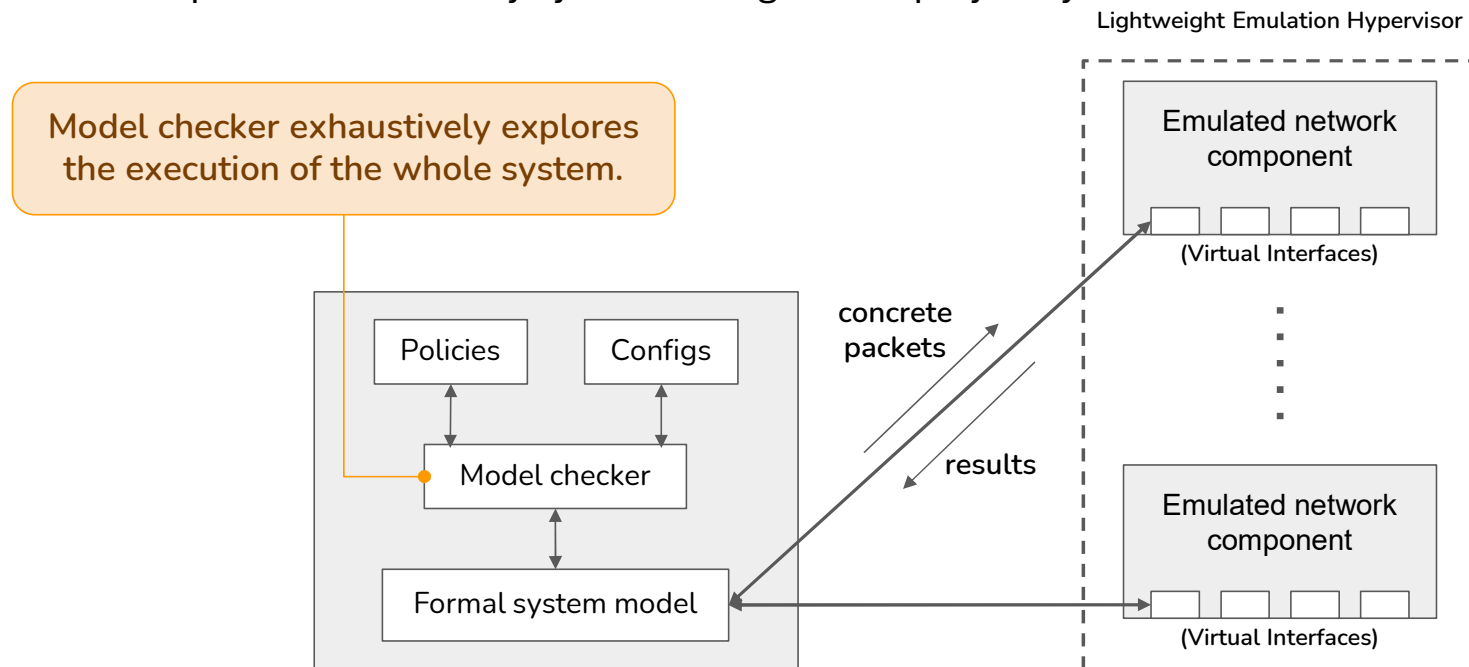 Lightweight Emulation Hypervisor
Model checker exhaustively explores
the execution of the whole system.
Emulated network
component
(Virtual Interfaces)
concrete
packets
Policies
Configs
Model checker
results
Emulated network
component
Formal system model
(Virtual Interfaces)